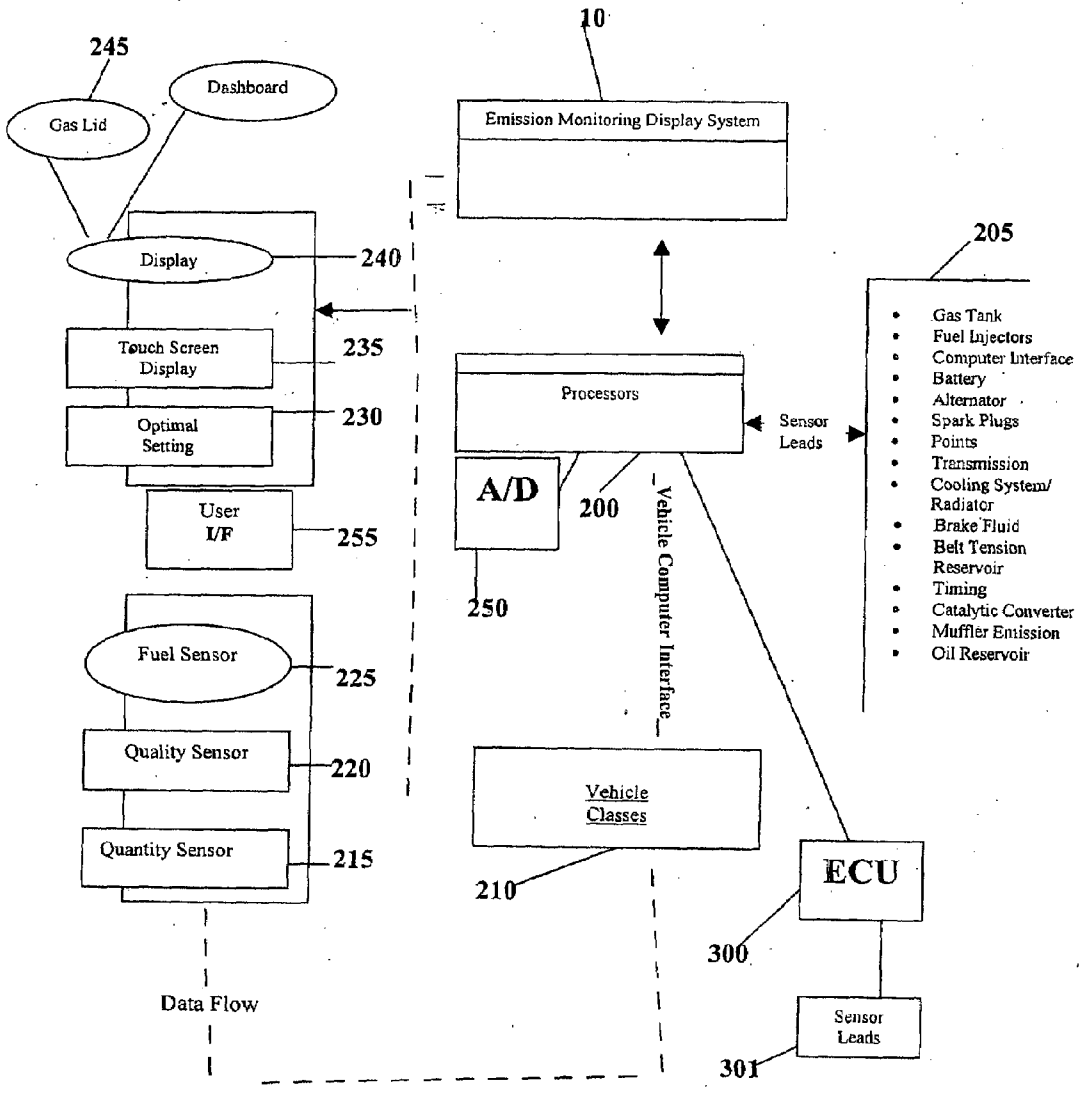 245
10
Dashboard
Gas Lid
Emission Monitoring Display System
205
Display
240
Touch Screen
Display
235
230
Optimal
Setting
User
I/F
255
Processors
Sensor
Leads
A/D
200
250
Vehicle Computer Interface
• Gas Tank
• Fuel Injectors
• Computer Interface
• Battery
• Alternator
• Spark Plugs
• Points
• Transmission
• Cooling System/
Radiator
• Brake Fluid
• Belt Tension
Reservoir
• Timing
• Catalytic Converter
• Muffler Emission
• Oil Reservoir
Fuel Sensor
225
Quality Sensor
220
Quantity Sensor
215
Vehicle
Classes
210
ECU
300
Sensor
Leads
301
Data Flow